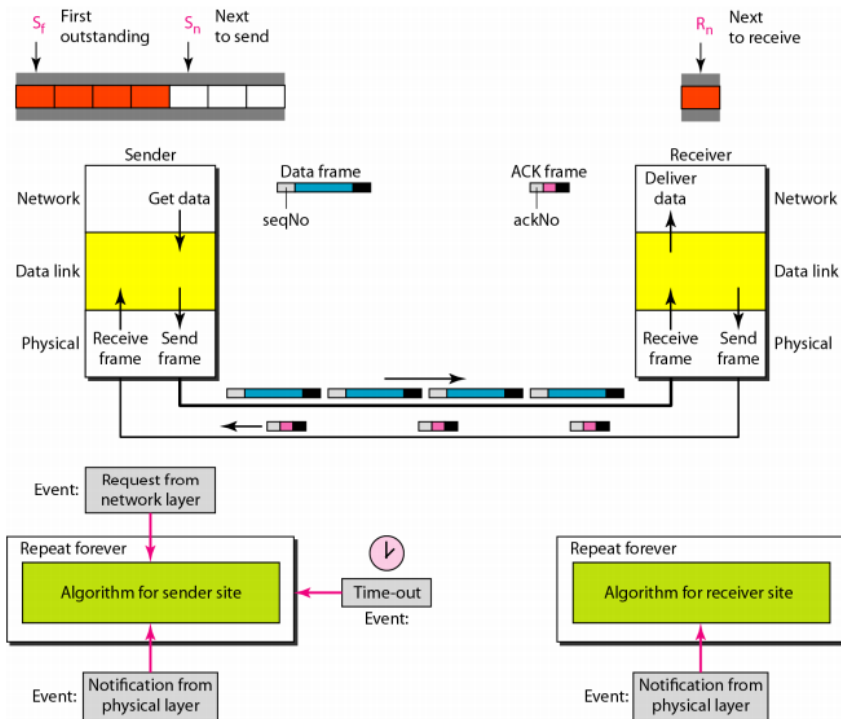 Sf First outstanding
Sn Next to send
Rn Next to receive
Sender
Data frame
seqNo
ACK frame
ackNo
Receiver
Network
Get data
Deliver
data
Network
Data link
Data link
Physical
Receive
frame
Send
frame
Receive
frame
Send
frame
Physical
Event:
Request from
network layer
Repeat forever
Algorithm for sender site
Time-out
Event:
Event:
Notification from
physical layer
Repeat forever
Algorithm for receiver site
Event:
Notification from
physical layer